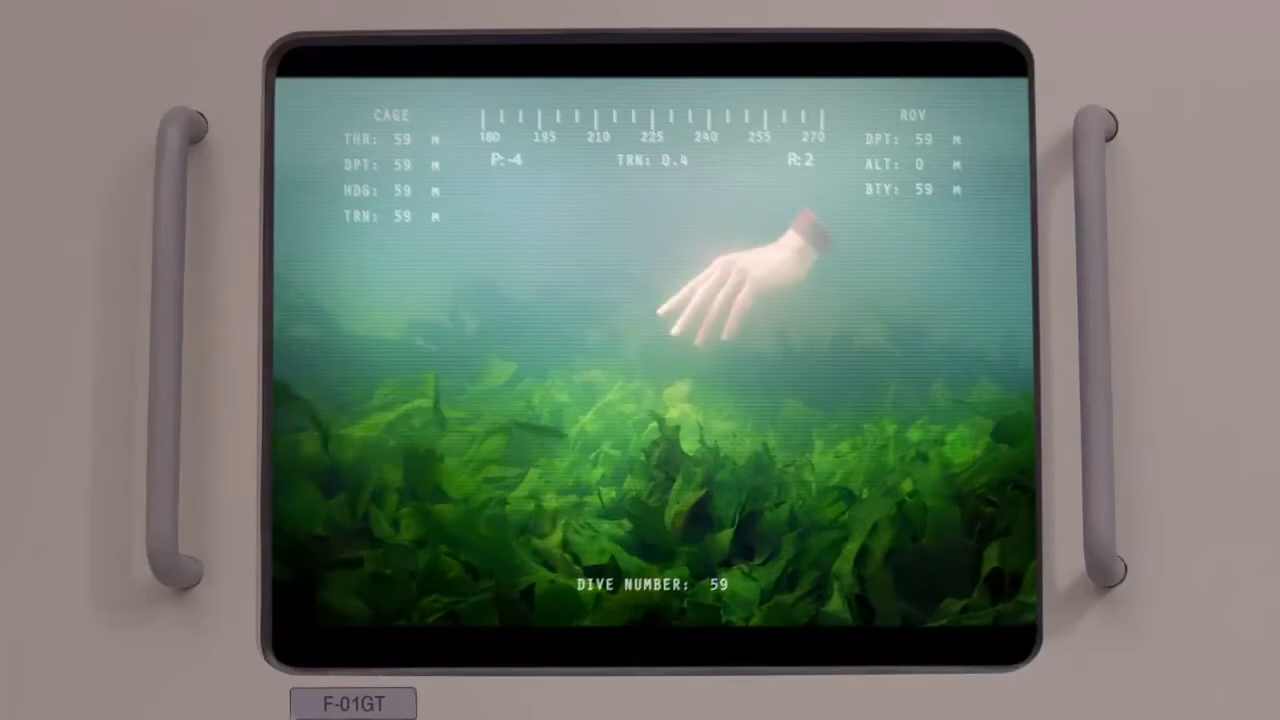 CAGE
THR: 59 M
DPT: 59 M
HDG: 59 M
TRN: 59 M
180 195 210 225 240 255 270
P:-4 TRN: 0.4 R:2
ROV
DPT: 59 M
ALT: 0 M
BTY: 59 M
DIVE NUMBER: 59
F-01GT